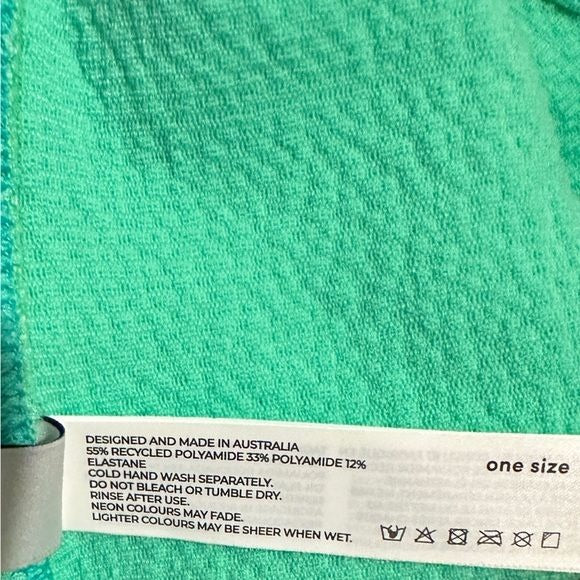 DESIGNED AND MADE IN AUSTRALIA
55% RECYCLED POLYAMIDE 33% POLYAMIDE 12%
ELASTANE
COLD HAND WASH SEPARATELY.
DO NOT BLEACH OR TUMBLE DRY.
RINSE AFTER USE.
NEON COLOURS MAY FADE.
LIGHTER COLOURS MAY BE SHEER WHEN WET.
one size